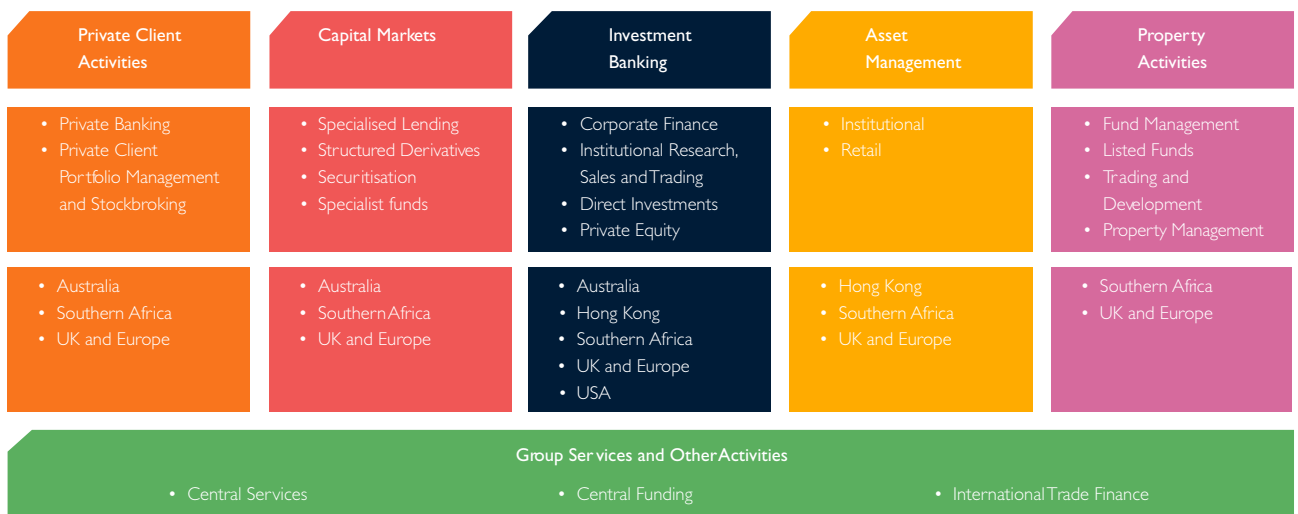 Private Client
Activities
• Private Banking
• Private Client
Portfolio Management
and Stockbroking
• Australia
• Southern Africa
• UK and Europe
Capital Markets
• Specialised Lending
• Structured Derivatives
• Securitisation
• Specialist funds
• Australia
• Southern Africa
• UK and Europe
Investment
Banking
• Corporate Finance
• Institutional Research,
Sales and Trading
• Direct Investments
• Private Equity
• Australia
• Hong Kong
• Southern Africa
• UK and Europe
• USA
Asset
Management
• Institutional
• Retail
• Hong Kong
• Southern Africa
• UK and Europe
Property
Activities
• Fund Management
• Listed Funds
• Trading and
Development
• Property Management
• Southern Africa
• UK and Europe
Group Services and Other Activities
• Central Services
• Central Funding
• International Trade Finance